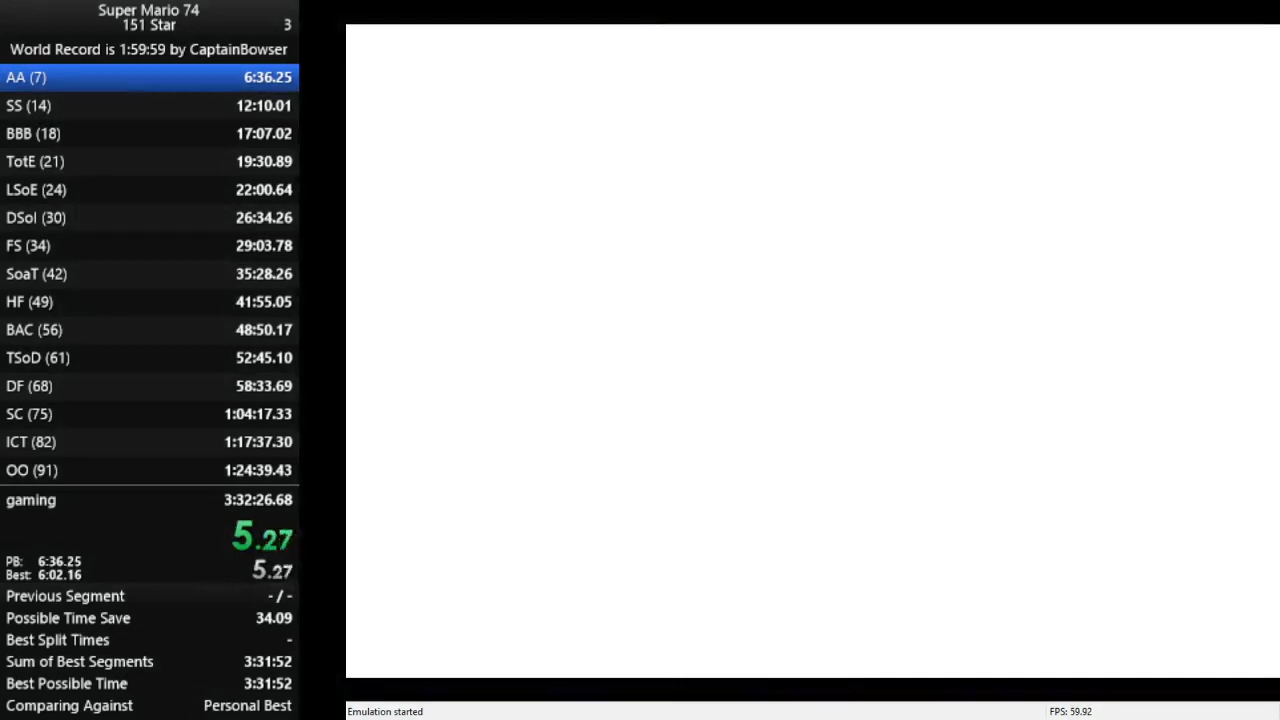 Super Mario 74
151 Star 3
World Record is 1:59:59 by CaptainBowser
AA (7) 6:36.25
SS (14) 12:10.01
BBB (18) 17:07.02
TotE (21) 19:30.89
LSoE (24) 22:00.64
DSol (30) 26:34.26
FS (34) 29:03.78
SoaT (42) 35:28.26
HF (49) 41:55.05
BAC (56) 48:50.17
TSoD (61) 52:45.10
DF (68) 58:33.69
SC (75) 1:04:17.33
ICT (82) 1:17:37.30
OO (91) 1:24:39.43
gaming 3:32:26.68
5.27
PB: 6:36.25
Best: 6:02.16 5.27
Previous Segment - / -
Possible Time Save 34.09
Best Split Times -
Sum of Best Segments 3:31:52
Best Possible Time 3:31:52
Comparing Against Personal Best
Emulation started FPS: 59.92